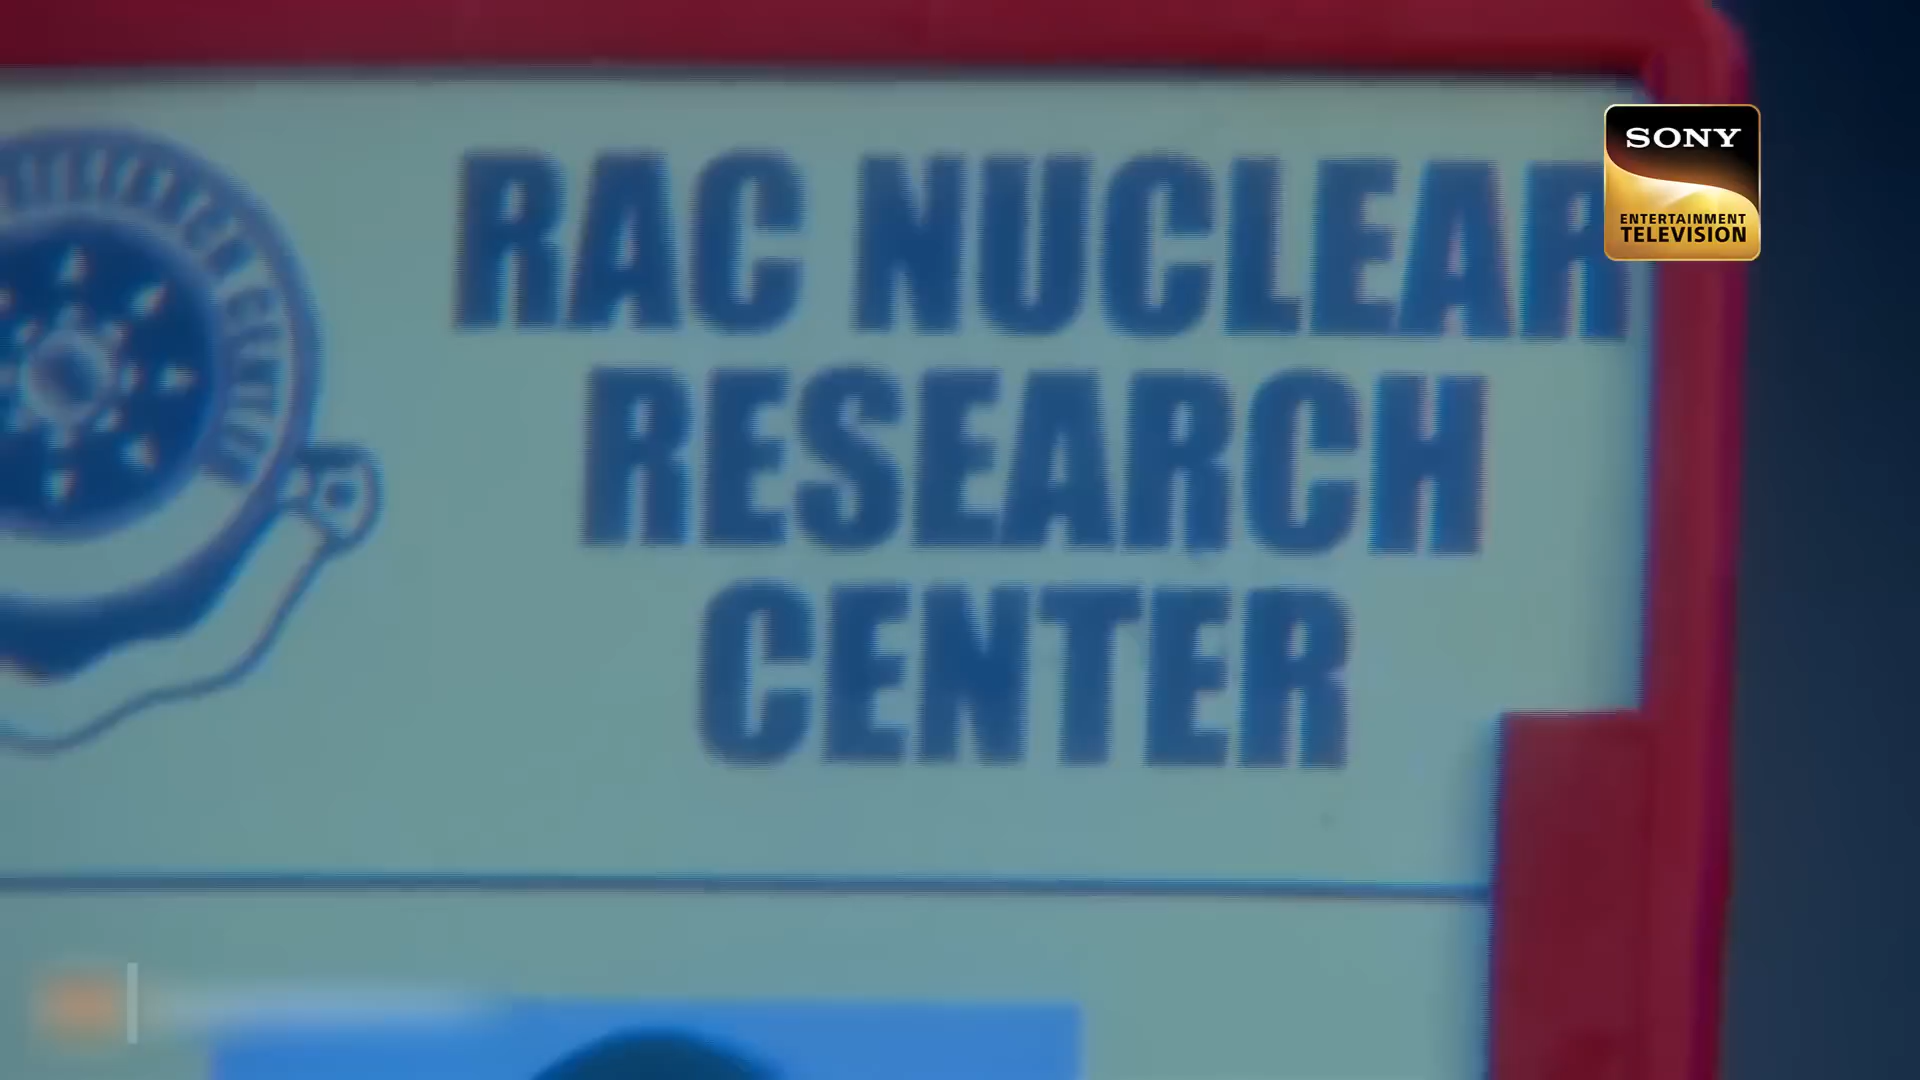 RAC NUCLEAR
RESEARCH
CENTER
SONY
ENTERTAINMENT
TELEVISION